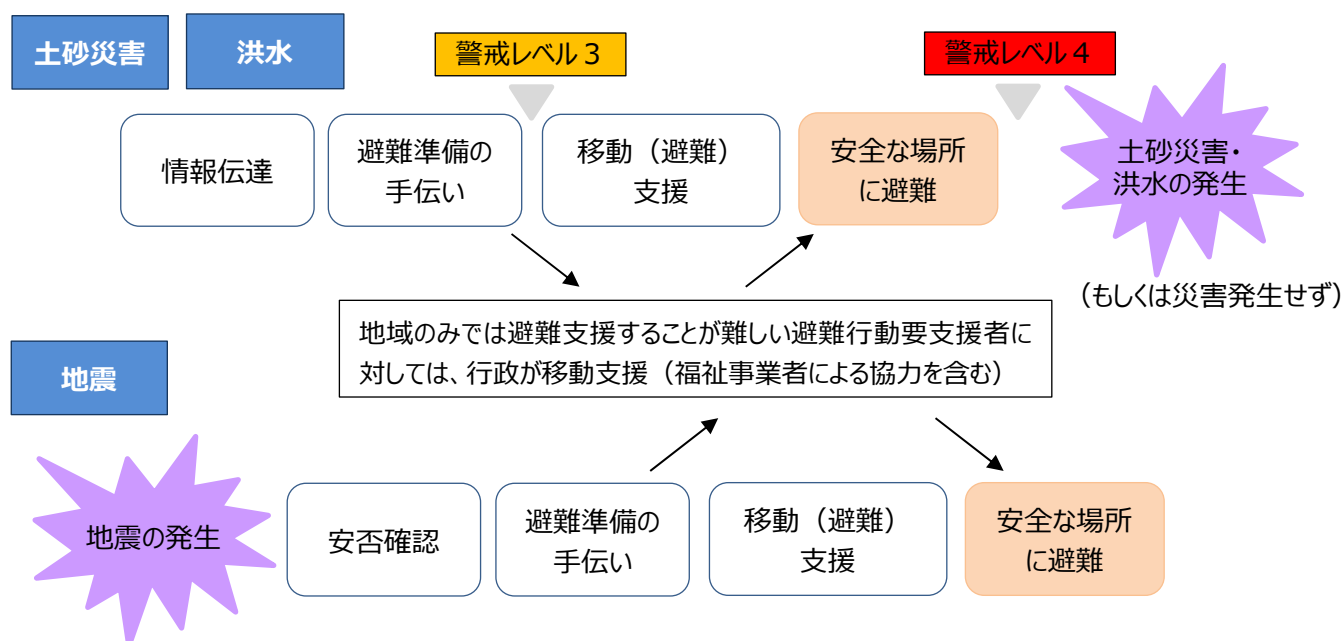 土砂災害
洪水
警戒レベル3
警戒レベル4
情報伝達
避難準備の
手伝い
移動（避難）
支援
安全な場所
に避難
土砂災害・
洪水の発生
（もしくは災害発生せず）
地域のみでは避難支援することが難しい避難行動要支援者に
対しては、行政が移動支援（福祉事業者による協力を含む）
地震
地震の発生
安否確認
避難準備の
手伝い
移動（避難）
支援
安全な場所
に避難